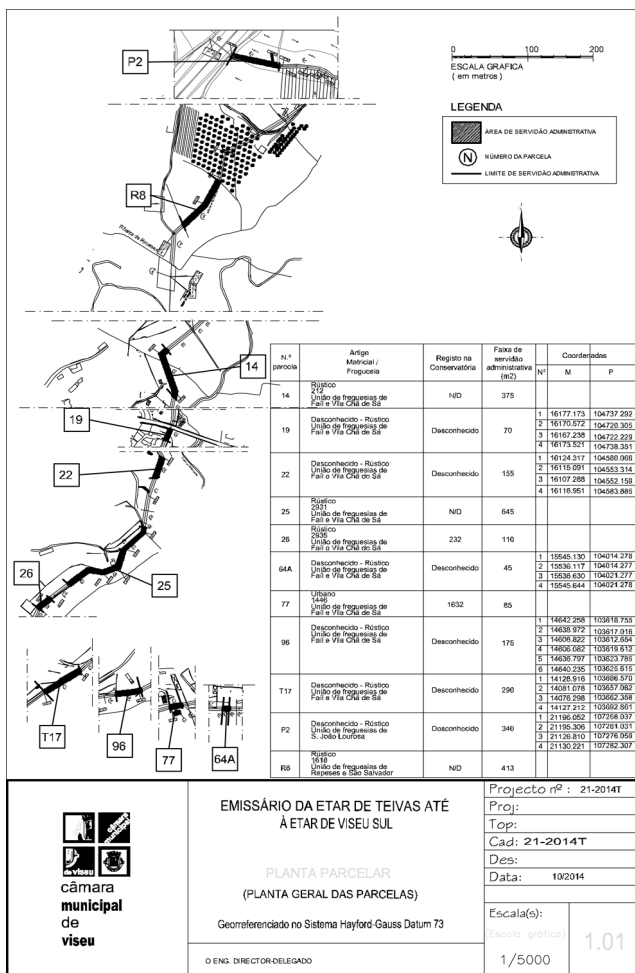 P2
0 100 200
ESCALA GRAFICA
( em metros )
LEGENDA
ÁREA DE SERVIDÃO ADMINISTRATIVA
N NÚMERO DA PARCELA
LIMITE DE SERVIDÃO ADMINISTRATIVA
R8
14
19
22
25
26
T17
96
77
64A
N.º parcela
Artigo Matricial / Freguesia
Registo na Conservatória
Faixa de servidão administrativa (m2)
Coordenadas
Nº M P
14
Rústico
212
União de freguesias de
Fail e Vila Chã de Sá
N/D 375
19
Desconhecido - Rústico
União de freguesias de
Fail e Vila Chã de Sá
Desconhecido 70
1 16177.173 104737.292
2 16170.572 104720.305
3 16167.238 104722.229
4 16173.521 104738.351
22
Desconhecido - Rústico
União de freguesias de
Fail e Vila Chã de Sá
Desconhecido 155
1 16124.317 104580.066
2 16115.091 104553.314
3 16107.288 104552.159
4 16116.951 104583.885
25
Rústico
2931
União de freguesias de
Fail e Vila Chã de Sá
N/D 645
26
Rústico
2935
União de freguesias de
Fail e Vila Chã de Sá
232 110
64A
Desconhecido - Rústico
União de freguesias de
Fail e Vila Chã de Sá
Desconhecido 45
1 15545.130 104014.278
2 15536.117 104014.277
3 15536.630 104021.277
4 15545.644 104021.278
77
Urbano
1446
União de freguesias de
Fail e Vila Chã de Sá
1632 85
96
Desconhecido - Rústico
União de freguesias de
Fail e Vila Chã de Sá
Desconhecido 175
1 14642.258 103618.755
2 14638.972 103617.016
3 14606.822 103612.654
4 14606.082 103619.612
5 14636.797 103623.785
6 14640.235 103625.615
T17
Desconhecido - Rústico
União de freguesias de
Fail e Vila Chã de Sá
Desconhecido 290
1 14128.916 103686.570
2 14081.078 103657.082
3 14076.298 103662.358
4 14127.212 103692.881
P2
Desconhecido - Rústico
União de freguesias de
S. João Lourosa
Desconhecido 340
1 21196.052 107268.037
2 21195.306 107261.031
3 21126.810 107276.059
4 21130.221 107282.307
R8
Rústico
1618
União de freguesias de
Repeses e São Salvador
N/D 413
câmara
municipal
de
viseu
EMISSÁRIO DA ETAR DE TEIVAS ATÉ
À ETAR DE VISEU SUL
PLANTA PARCELAR
(PLANTA GERAL DAS PARCELAS)
Georreferenciado no Sistema Hayford-Gauss Datum 73
O ENG. DIRECTOR-DELEGADO
Projecto nº : 21-2014T
Proj:
Top:
Cad: 21-2014T
Des:
Data: 10/2014
Escala(s):
(Escala gráfica)
1/5000
1.01